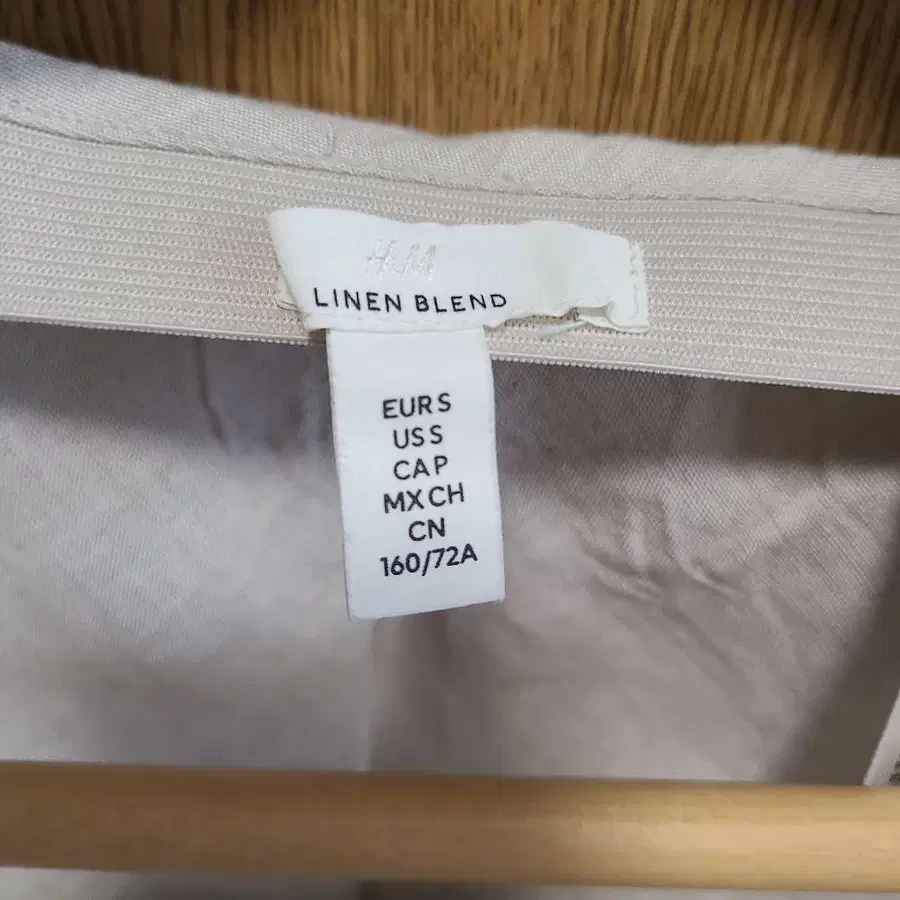 H&M
LINEN BLEND
EUR S
US S
CA P
MX CH
CN
160/72A